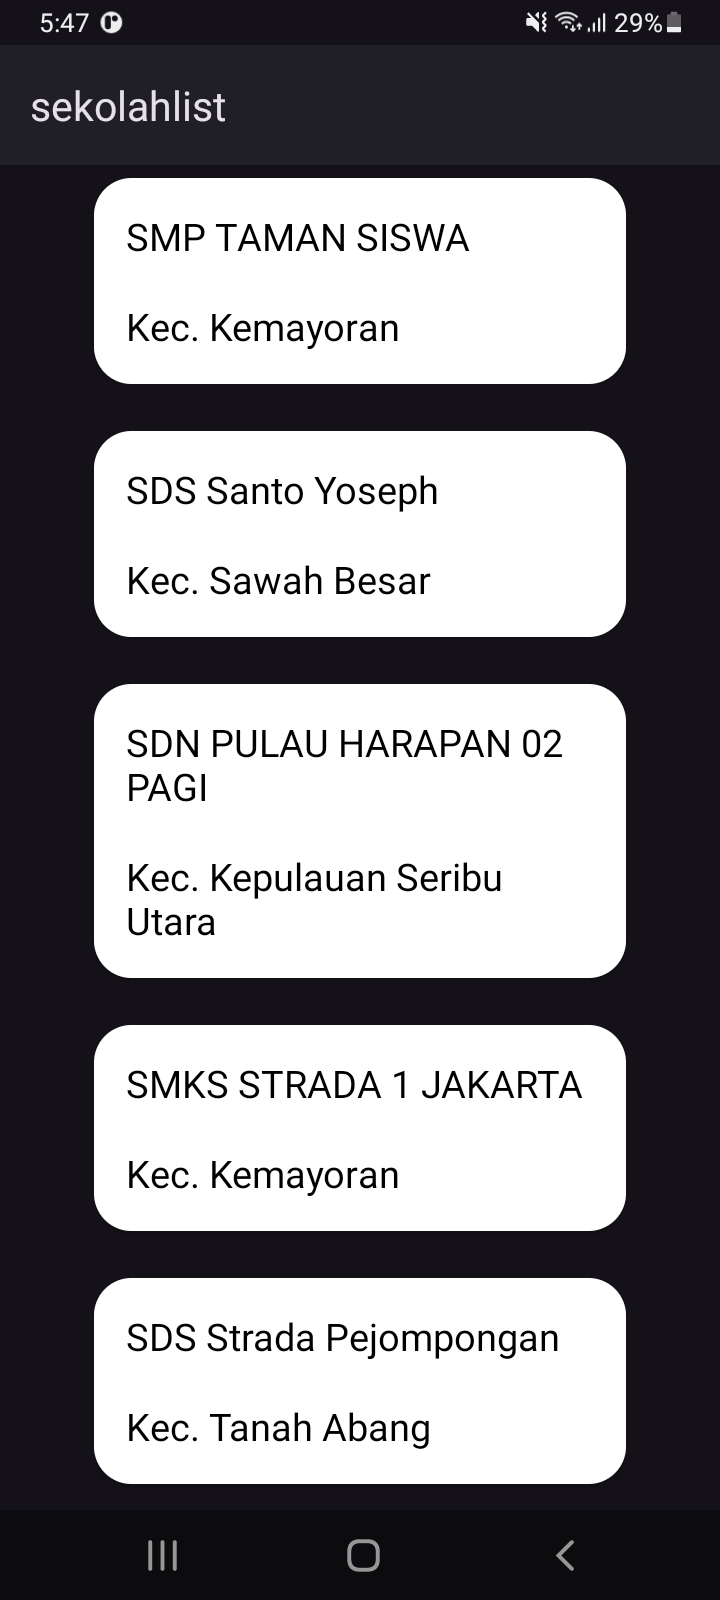 5:47
29%
sekolahlist
SMP TAMAN SISWA
Kec. Kemayoran
SDS Santo Yoseph
Kec. Sawah Besar
SDN PULAU HARAPAN 02
PAGI
Kec. Kepulauan Seribu
Utara
SMKS STRADA 1 JAKARTA
Kec. Kemayoran
SDS Strada Pejompongan
Kec. Tanah Abang